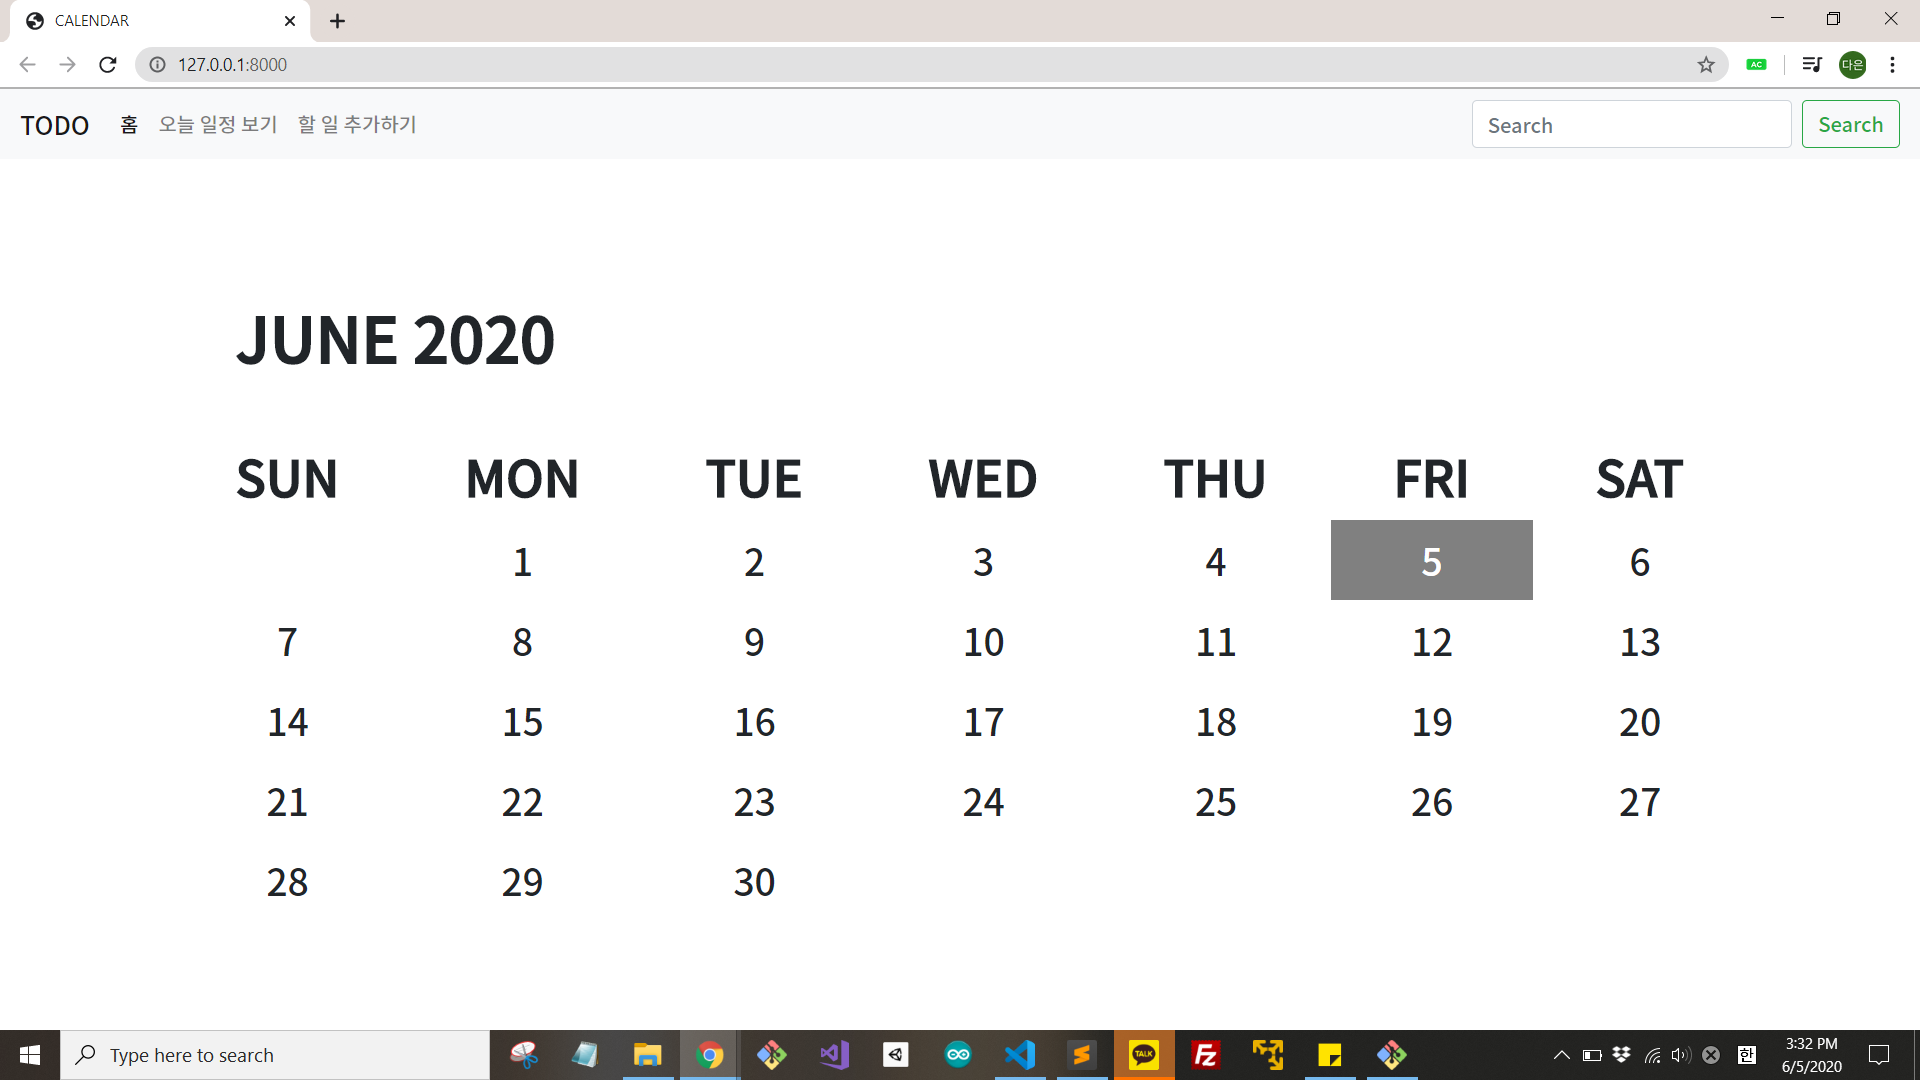 CALENDAR
127.0.0.1:8000
AC
다은
TODO 홈 오늘 일정 보기 할 일 추가하기 Search Search
JUNE 2020
SUN MON TUE WED THU FRI SAT
1 2 3 4 5 6
7 8 9 10 11 12 13
14 15 16 17 18 19 20
21 22 23 24 25 26 27
28 29 30
Type here to search
TALK
Fz
한
3:32 PM
6/5/2020